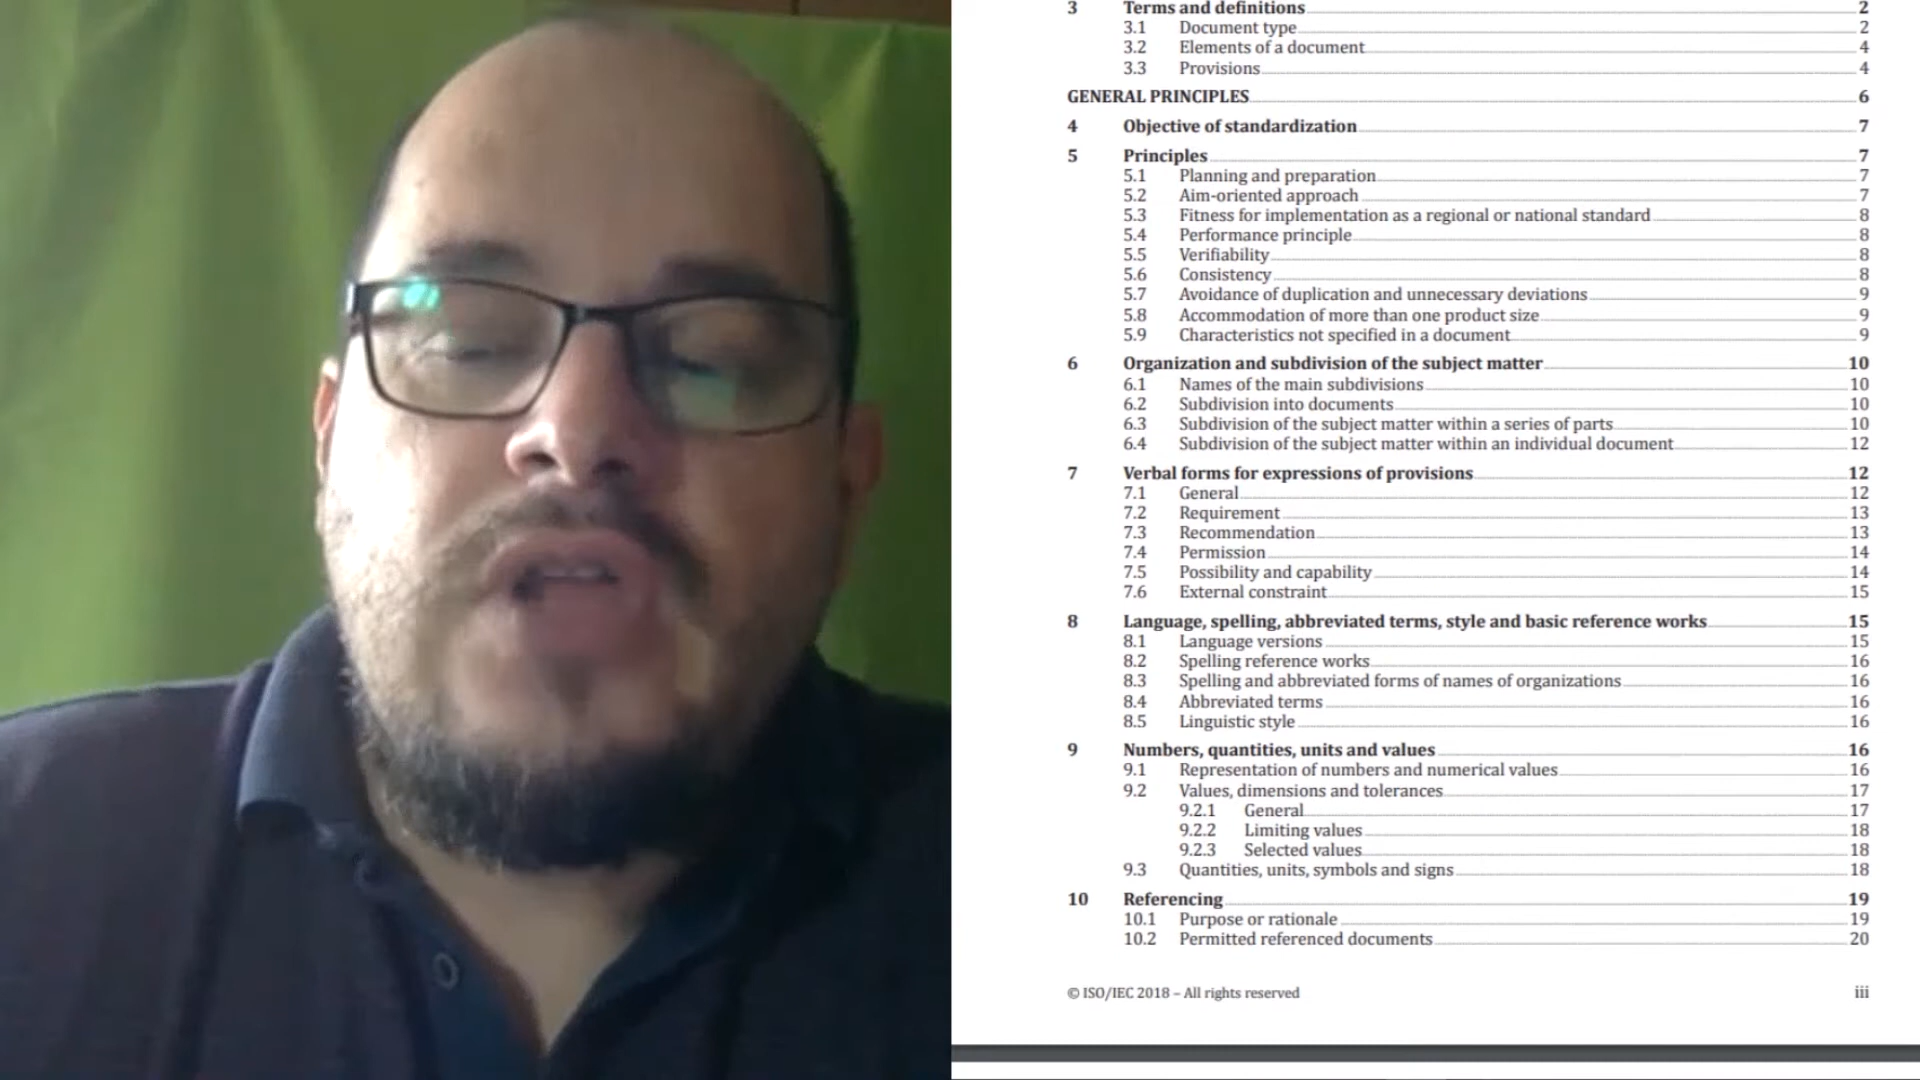 3 Terms and definitions 2
3.1 Document type 2
3.2 Elements of a document 4
3.3 Provisions 4
GENERAL PRINCIPLES 6
4 Objective of standardization 7
5 Principles 7
5.1 Planning and preparation 7
5.2 Aim-oriented approach 7
5.3 Fitness for implementation as a regional or national standard 8
5.4 Performance principle 8
5.5 Verifiability 8
5.6 Consistency 8
5.7 Avoidance of duplication and unnecessary deviations 9
5.8 Accommodation of more than one product size 9
5.9 Characteristics not specified in a document 9
6 Organization and subdivision of the subject matter 10
6.1 Names of the main subdivisions 10
6.2 Subdivision into documents 10
6.3 Subdivision of the subject matter within a series of parts 10
6.4 Subdivision of the subject matter within an individual document 12
7 Verbal forms for expressions of provisions 12
7.1 General 12
7.2 Requirement 13
7.3 Recommendation 13
7.4 Permission 14
7.5 Possibility and capability 14
7.6 External constraint 15
8 Language, spelling, abbreviated terms, style and basic reference works 15
8.1 Language versions 15
8.2 Spelling reference works 16
8.3 Spelling and abbreviated forms of names of organizations 16
8.4 Abbreviated terms 16
8.5 Linguistic style 16
9 Numbers, quantities, units and values 16
9.1 Representation of numbers and numerical values 16
9.2 Values, dimensions and tolerances 17
9.2.1 General 17
9.2.2 Limiting values 18
9.2.3 Selected values 18
9.3 Quantities, units, symbols and signs 18
10 Referencing 19
10.1 Purpose or rationale 19
10.2 Permitted referenced documents 20
© ISO/IEC 2018 – All rights reserved iii